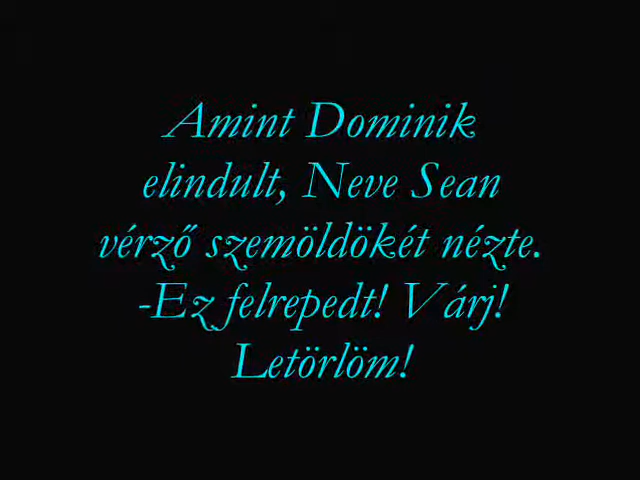 Amint Dominik
elindult, Neve Sean
vérző szemöldökét nézte.
-Ez felrepedt! Várj!
Letörlöm!